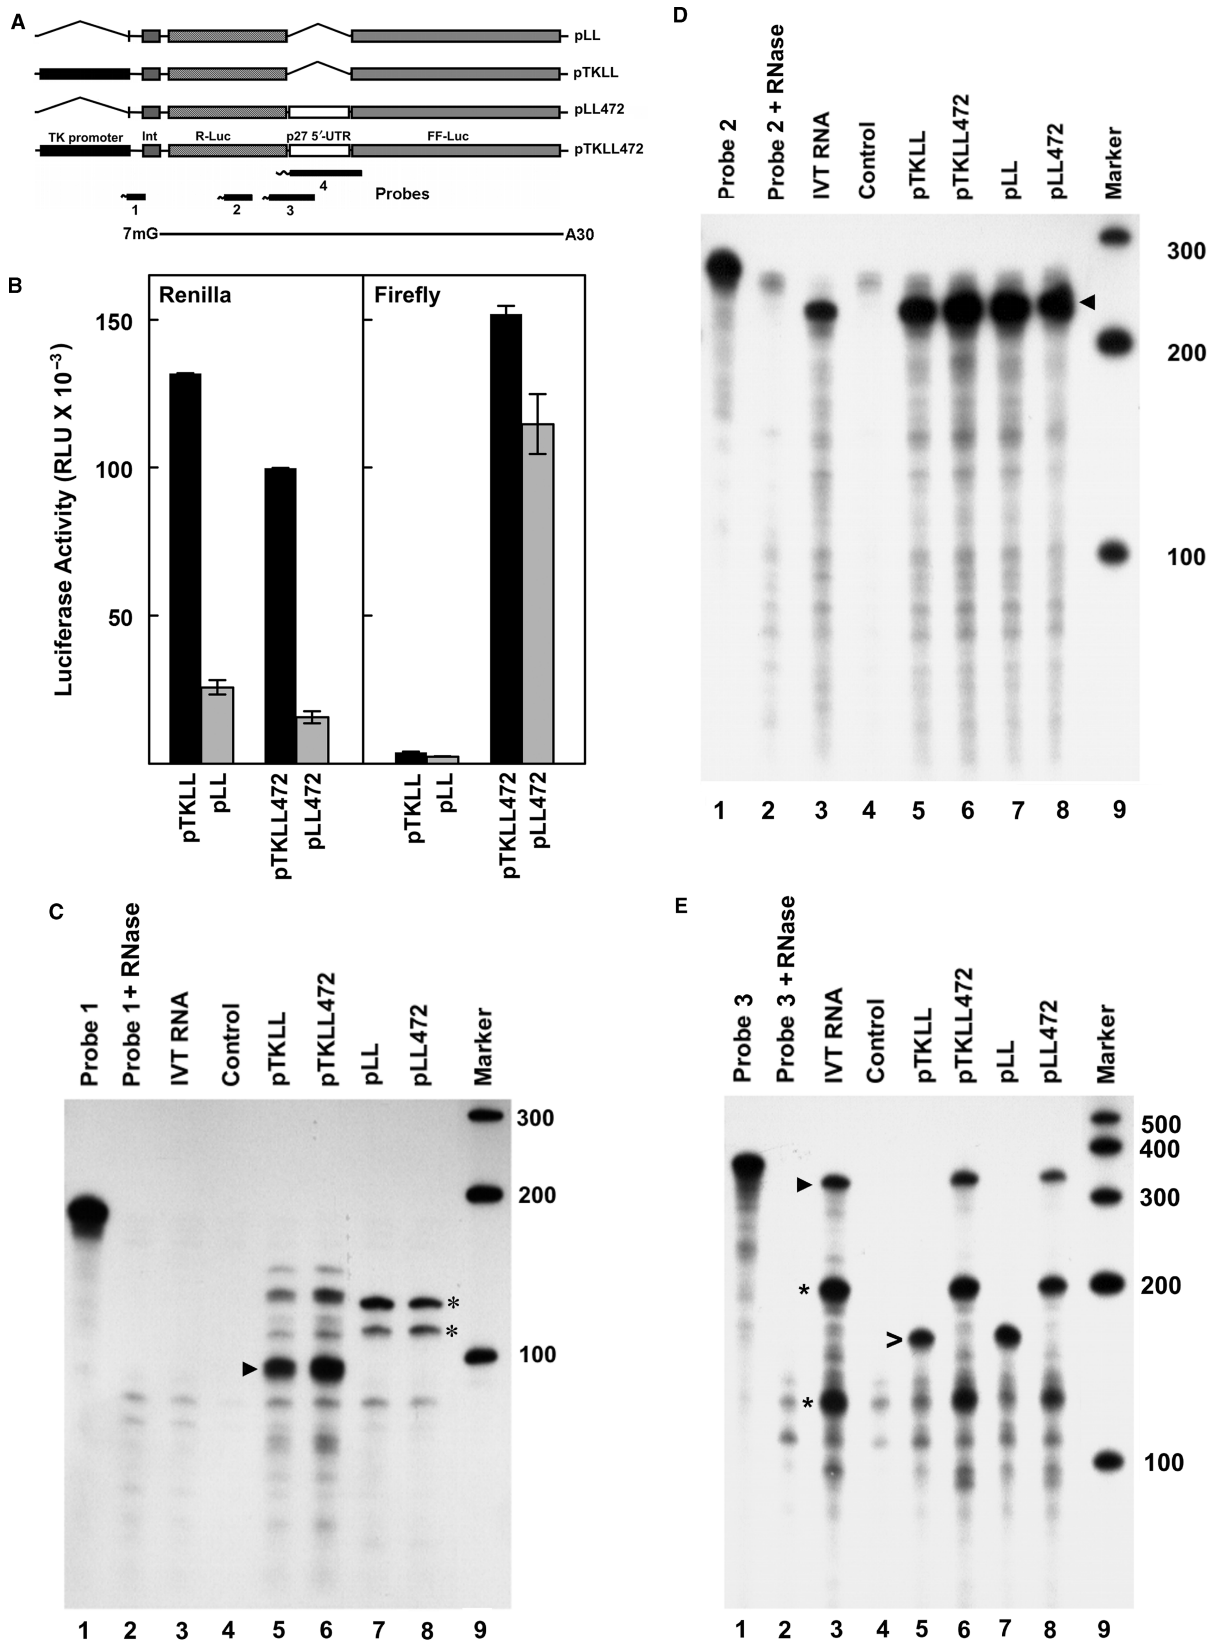 A
pLL
pTKLL
pLL472
TK promoter Int R-Luc p27 5′-UTR FF-Luc
pTKLL472
4
Probes
1 2 3
7mG A30
B
Luciferase Activity (RLU X 10⁻³)
150
100
50
Renilla
Firefly
pTKLL
pLL
pTKLL472
pLL472
pTKLL
pLL
pTKLL472
pLL472
C
Probe 1
Probe 1 + RNase
IVT RNA
Control
pTKLL
pTKLL472
pLL
pLL472
Marker
300
200
*
*
100
1 2 3 4 5 6 7 8 9
D
Probe 2
Probe 2 + RNase
IVT RNA
Control
pTKLL
pTKLL472
pLL
pLL472
Marker
300
200
100
1 2 3 4 5 6 7 8 9
E
Probe 3
Probe 3 + RNase
IVT RNA
Control
pTKLL
pTKLL472
pLL
pLL472
Marker
500
400
300
* 200
>
*
100
1 2 3 4 5 6 7 8 9